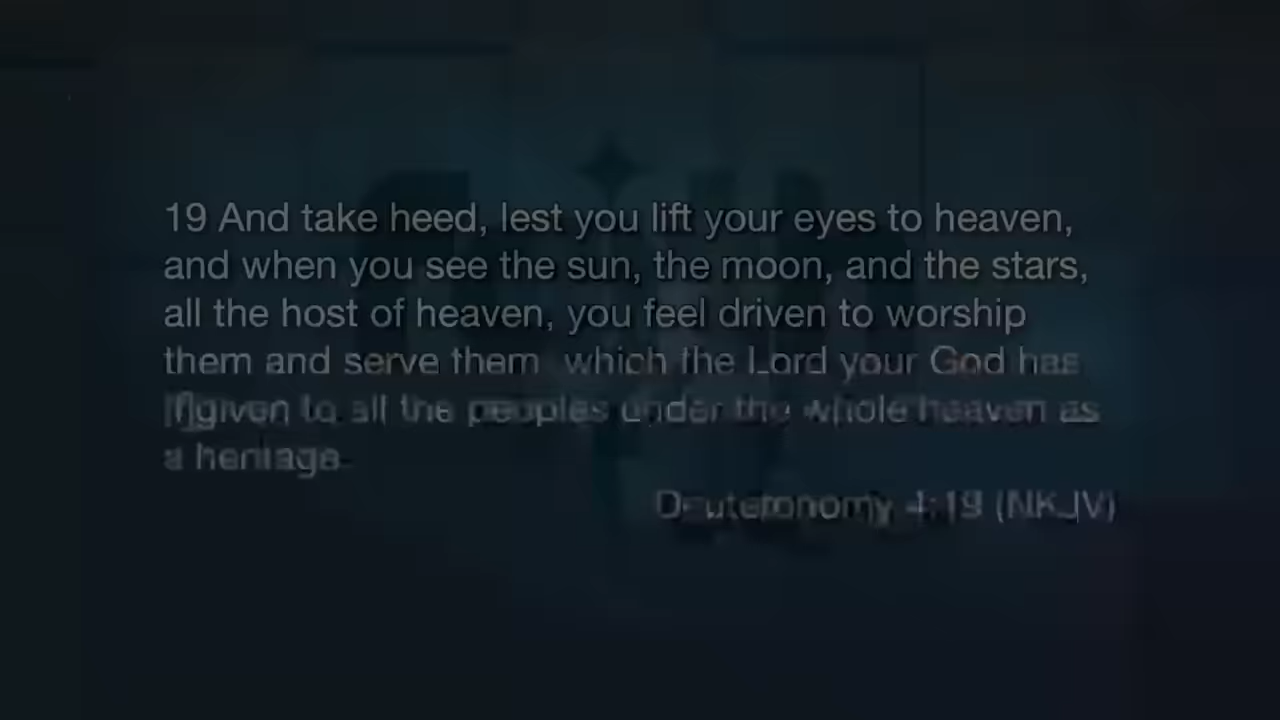 19 And take heed, lest you lift your eyes to heaven,
and when you see the sun, the moon, and the stars,
all the host of heaven, you feel driven to worship
them and serve them which the Lord your God has
given to all the peoples under the whole heaven as
a heritage
Deuteronomy 4:19 (NKJV)